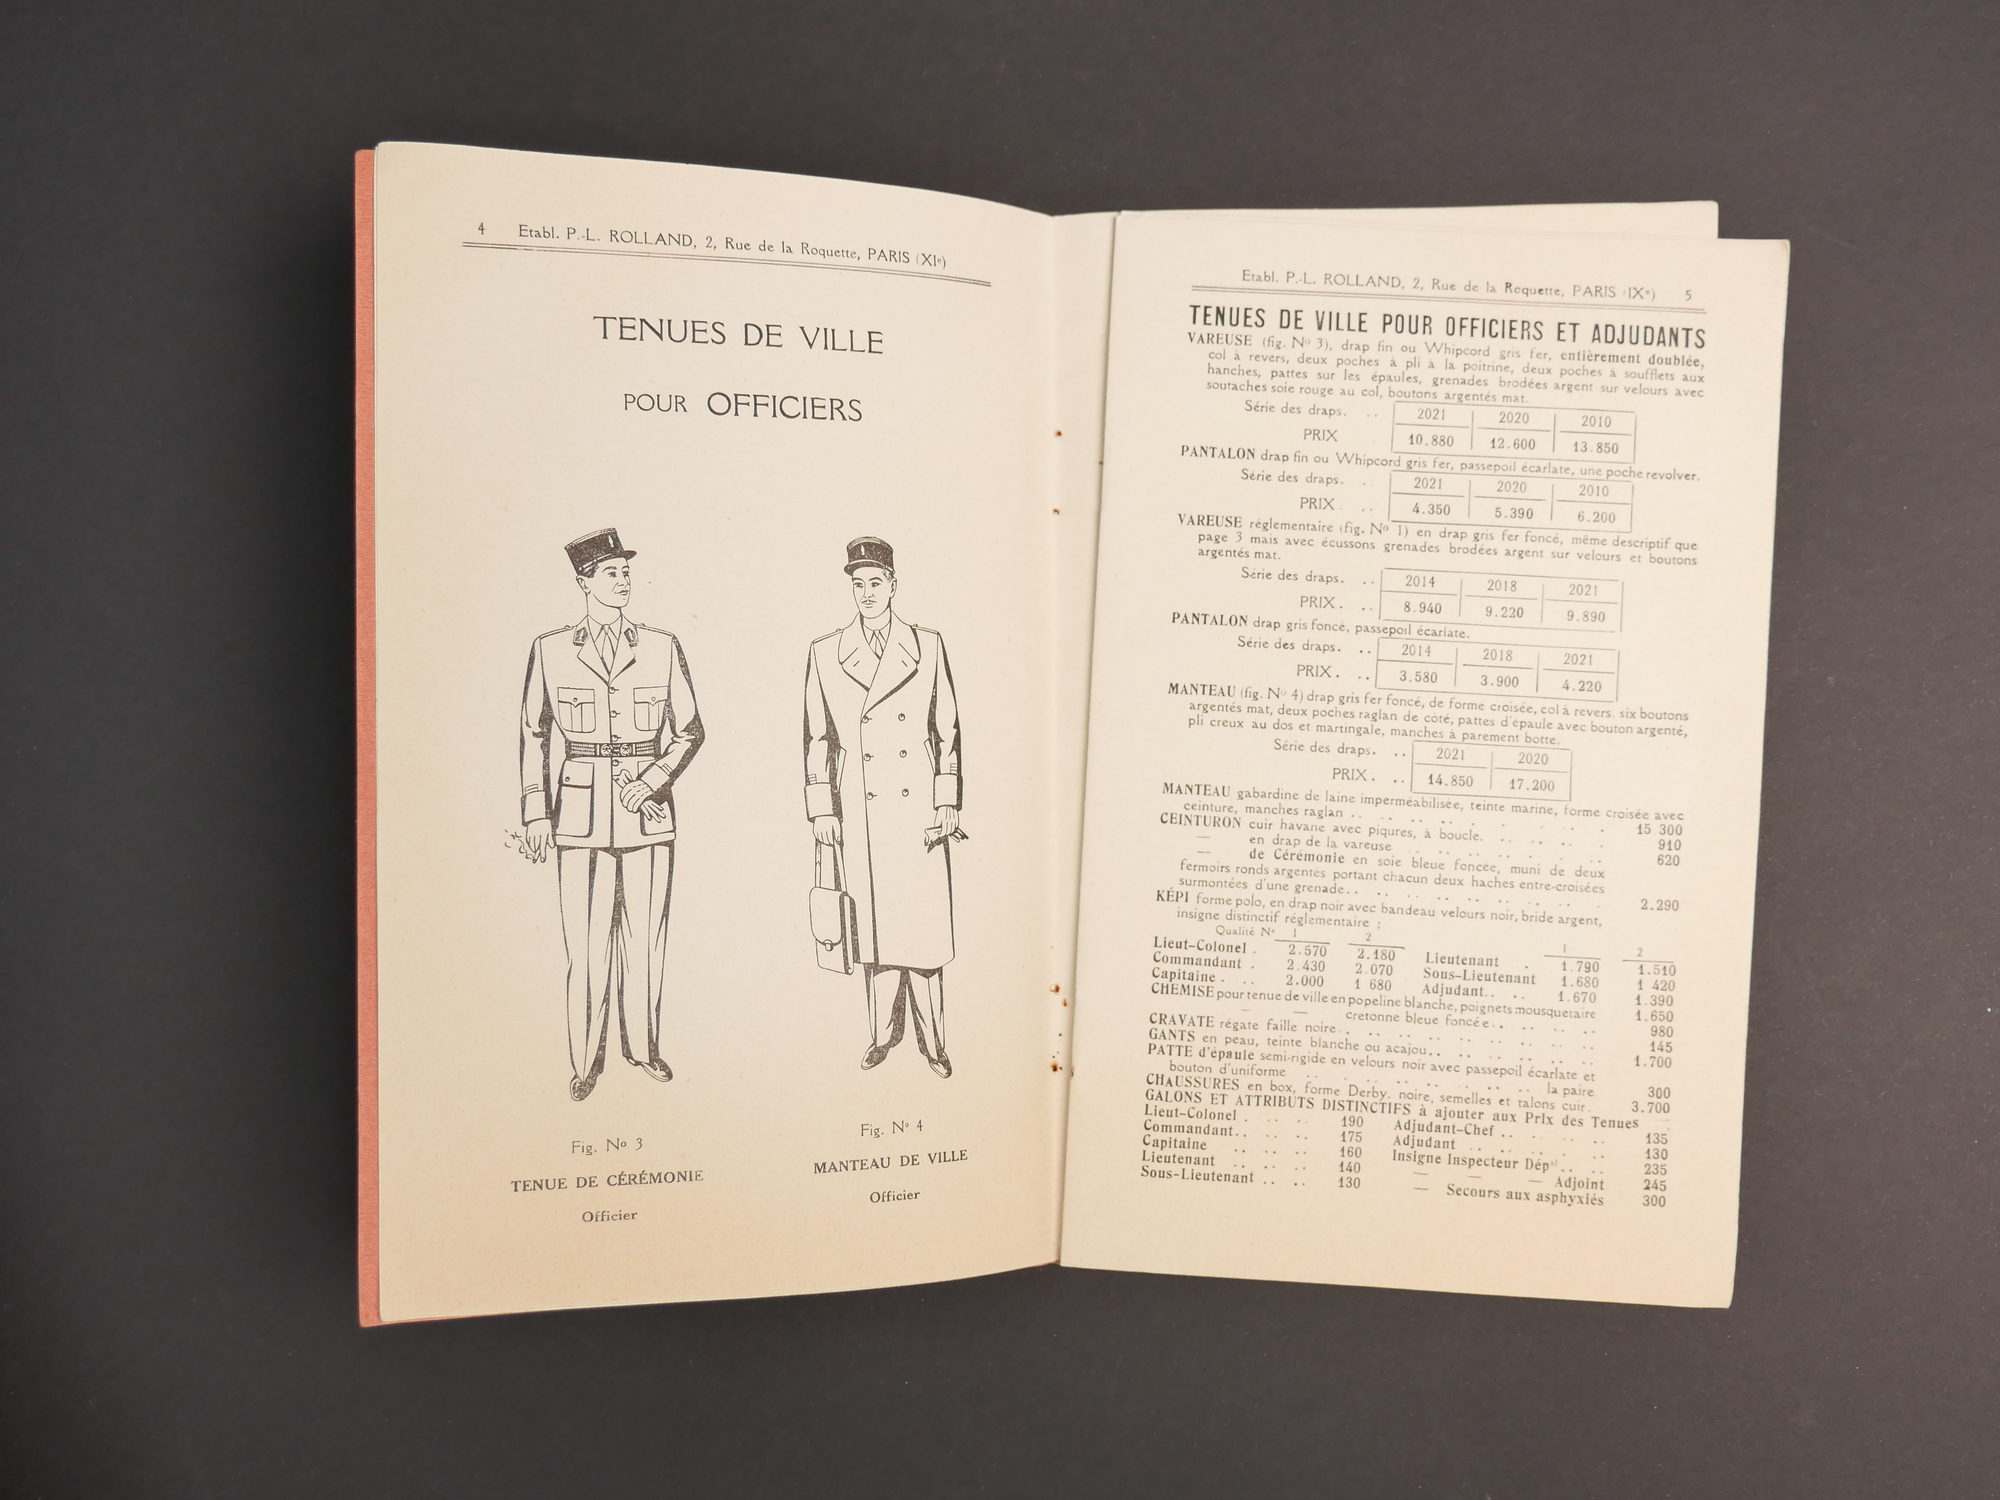 4 Etabl. P.-L. ROLLAND, 2, Rue de la Roquette, PARIS (XIe)
TENUES DE VILLE
POUR OFFICIERS
Fig. No 3
TENUE DE CÉRÉMONIE
Officier
Fig. No 4
MANTEAU DE VILLE
Officier
Etabl. P.-L. ROLLAND, 2, Rue de la Roquette, PARIS (IXe) 5
TENUES DE VILLE POUR OFFICIERS ET ADJUDANTS
VAREUSE (fig. No 3), drap fin ou Whipcord gris fer, entièrement doublée,
col à revers, deux poches à pli à la poitrine, deux poches à soufflets aux
hanches, pattes sur les épaules, grenades brodées argent sur velours avec
soutaches soie rouge au col, boutons argentés mat.
Série des draps. .. 2021 2020 2010
PRIX 10.880 12.600 13.850
PANTALON drap fin ou Whipcord gris fer, passepoil écarlate, une poche revolver.
Série des draps. .. 2021 2020 2010
PRIX . .. 4.350 5.390 6.200
VAREUSE réglementaire (fig. No 1) en drap gris fer foncé, même descriptif que
page 3 mais avec écussons grenades brodées argent sur velours et boutons
argentés mat.
Série des draps. .. 2014 2018 2021
PRIX . .. 8.940 9.220 9.890
PANTALON drap gris foncé, passepoil écarlate.
Série des draps. .. 2014 2018 2021
PRIX . .. 3.580 3.900 4.220
MANTEAU (fig. No 4) drap gris fer foncé, de forme croisée, col à revers. six boutons
argentés mat, deux poches raglan de côté, pattes d'épaule avec bouton argenté,
pli creux au dos et martingale, manches à parement botte.
Série des draps. .. 2021 2020
PRIX . .. 14.850 17.200
MANTEAU gabardine de laine imperméabilisée, teinte marine, forme croisée avec
ceinture, manches raglan .. .. .. .. .. .. 15 300
CEINTURON cuir havane avec piqures, à boucle. .. .. .. .. 910
— en drap de la vareuse .. .. .. .. .. 620
— de Cérémonie en soie bleue foncée, muni de deux
fermoirs ronds argentés portant chacun deux haches entre-croisées
surmontées d'une grenade.. .. .. .. .. .. 2.290
KÉPI forme polo, en drap noir avec bandeau velours noir, bride argent,
insigne distinctif réglementaire :
Qualité No 1 2 1 2
Lieut-Colonel . 2.570 2.180 Lieutenant . 1.790 1.510
Commandant . 2.430 2.070 Sous-Lieutenant 1.680 1 420
Capitaine . .. 2.000 1 680 Adjudant.. .. 1.670 1.390
CHEMISE pour tenue de ville en popeline blanche, poignets mousquetaire 1.650
— — cretonne bleue foncée.. .. .. .. 980
CRAVATE régate faille noire.. .. .. .. .. .. .. 145
GANTS en peau, teinte blanche ou acajou.. .. .. .. .. 1.700
PATTE d'épaule semi-rigide en velours noir avec passepoil écarlate et
bouton d'uniforme .. .. .. .. .. .. .. la paire 300
CHAUSSURES en box, forme Derby. noire, semelles et talons cuir. 3.700
GALONS ET ATTRIBUTS DISTINCTIFS à ajouter aux Prix des Tenues
Lieut-Colonel . .. .. 190 Adjudant-Chef .. .. .. 135
Commandant.. .. .. 175 Adjudant .. .. .. .. 130
Capitaine .. .. .. 160 Insigne Inspecteur Dépal.. .. 235
Lieutenant .. .. .. 140 — — — Adjoint 245
Sous-Lieutenant .. .. 130 — Secours aux asphyxiés 300